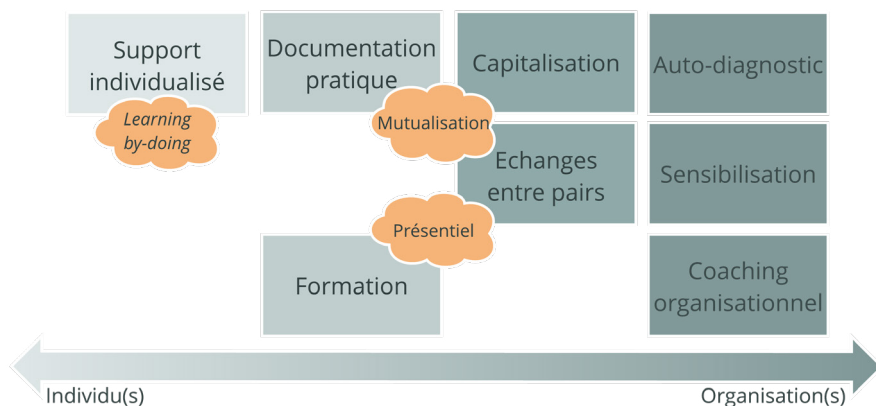 Support
individualisé
Learning
by-doing
Documentation
pratique
Mutualisation
Capitalisation
Auto-diagnostic
Echanges
entre pairs
Sensibilisation
Présentiel
Formation
Coaching
organisationnel
Individu(s)
Organisation(s)